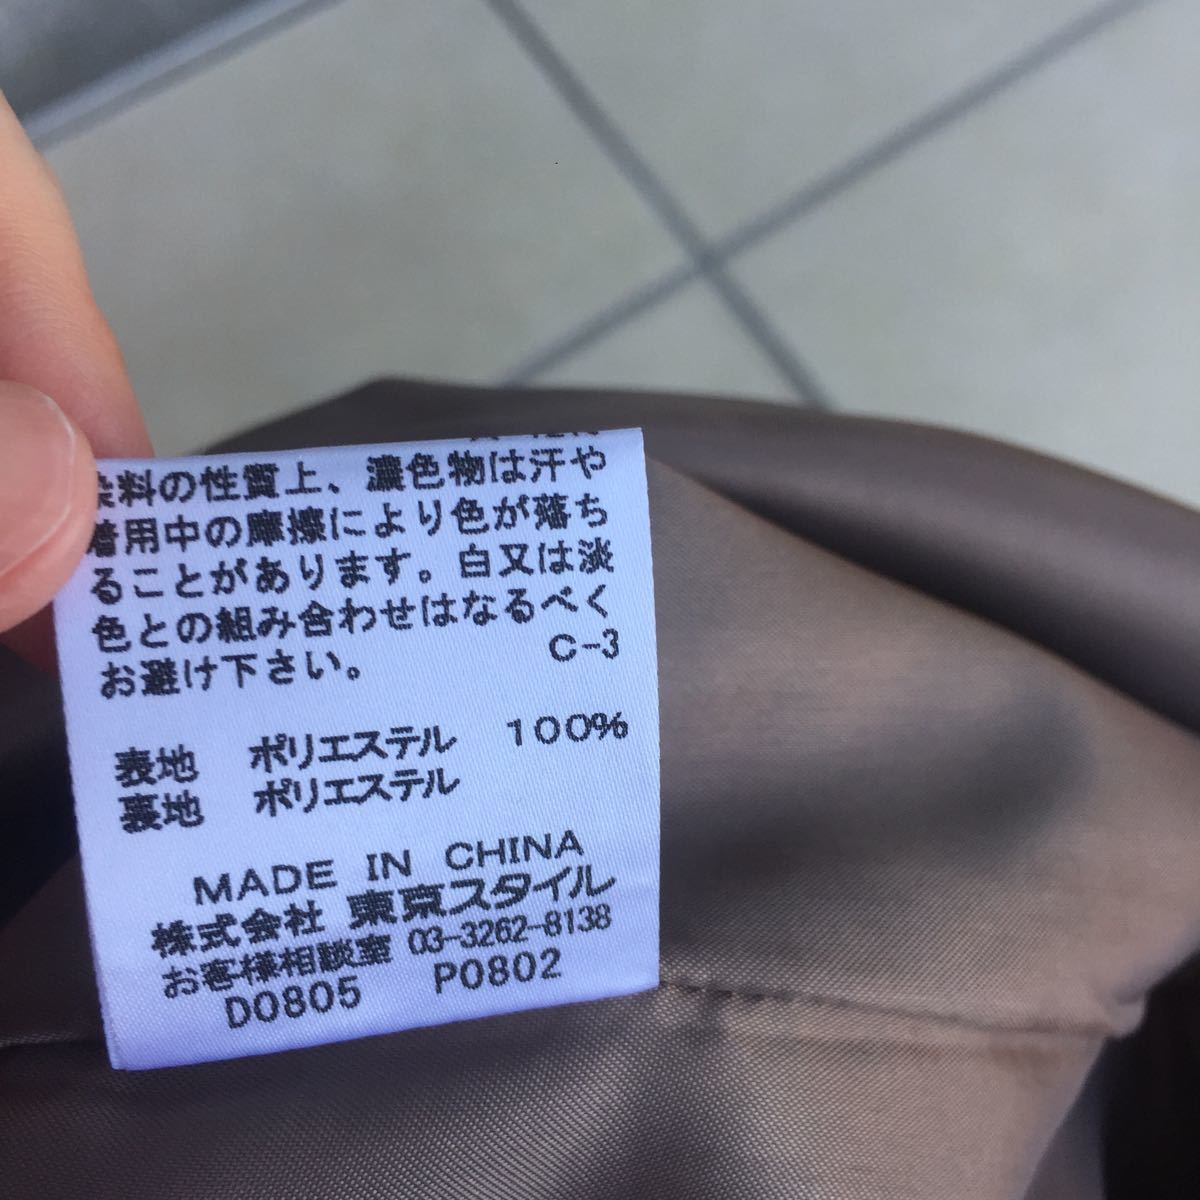 染料の性質上、濃色物は汗や
着用中の摩擦により色が落ち
ることがあります。白又は淡
色との組み合わせはなるべく
お避け下さい。 C-3
表地 ポリエステル 100%
裏地 ポリエステル
MADE IN CHINA
株式会社 東京スタイル
お客様相談室 03-3262-8138
D0805 P0802